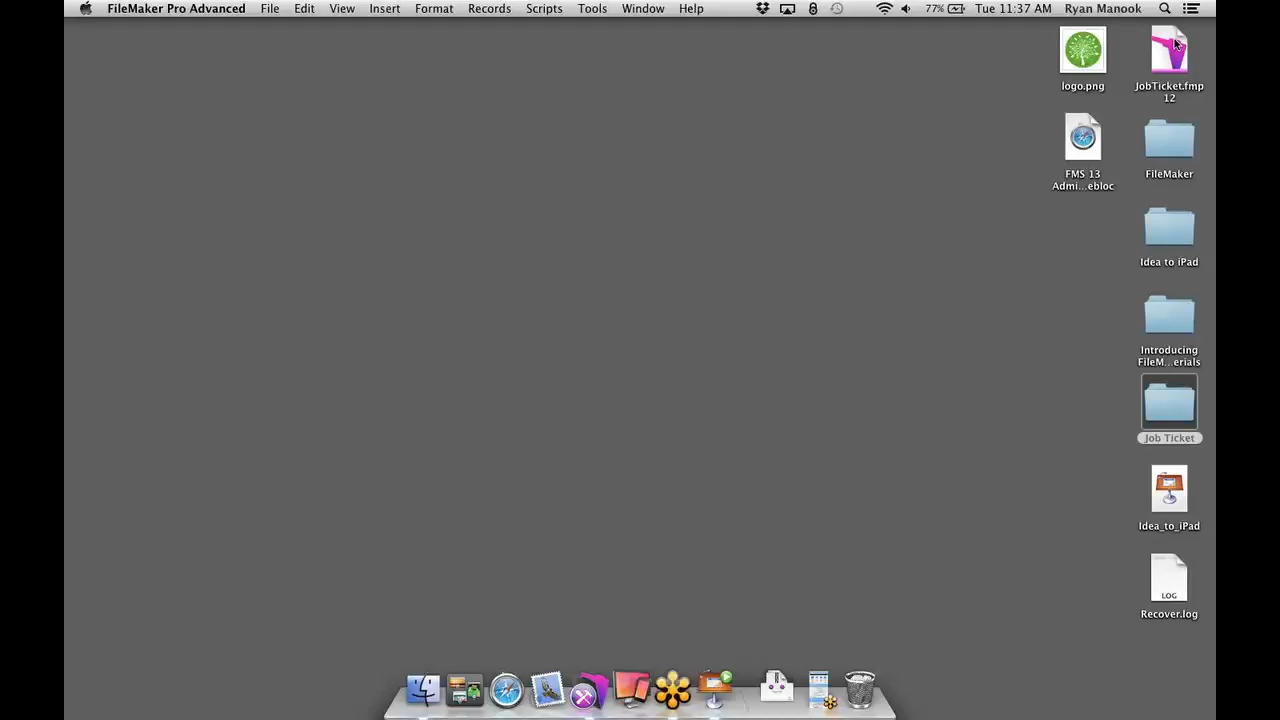 FileMaker Pro Advanced File Edit View Insert Format Records Scripts Tools Window Help 77% Tue 11:37 AM Ryan Manook
logo.png
JobTicket.fmp
12
FMS 13
Admi...ebloc
FileMaker
Idea to iPad
Introducing
FileM...erials
Job Ticket
Idea_to_iPad
LOG
Recover.log